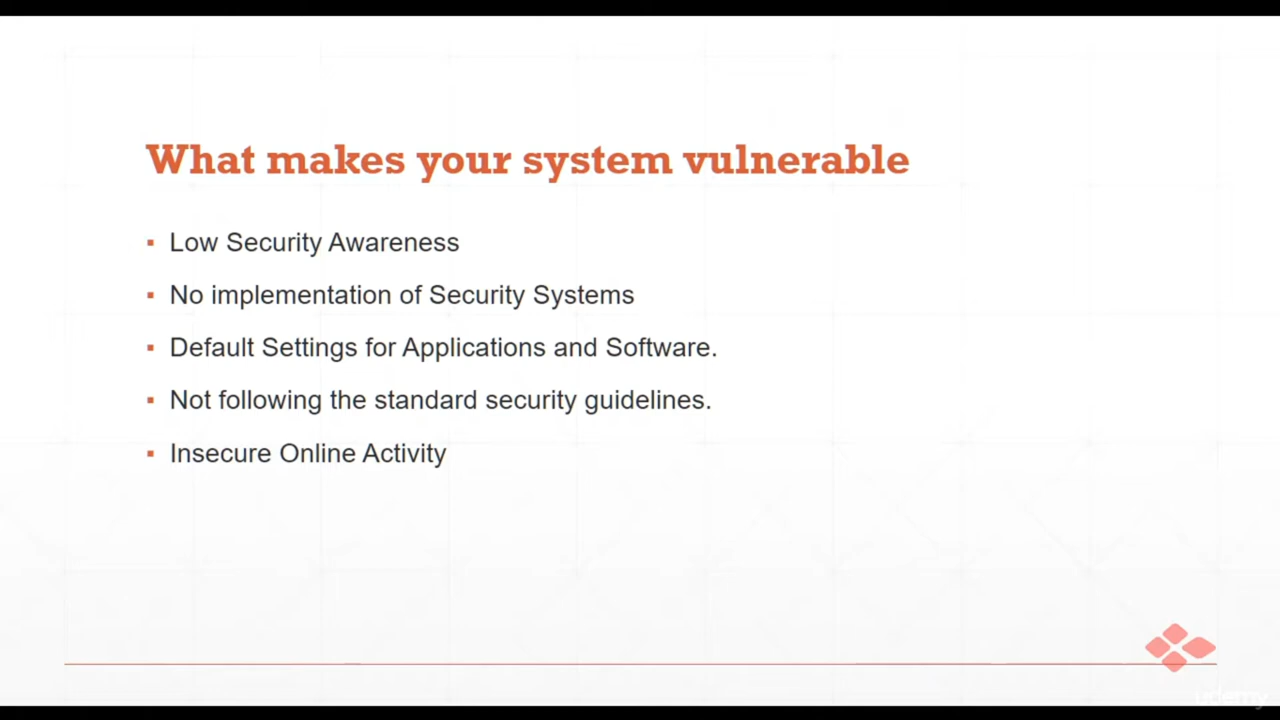 What makes your system vulnerable
▪ Low Security Awareness
▪ No implementation of Security Systems
▪ Default Settings for Applications and Software.
▪ Not following the standard security guidelines.
▪ Insecure Online Activity
udemy